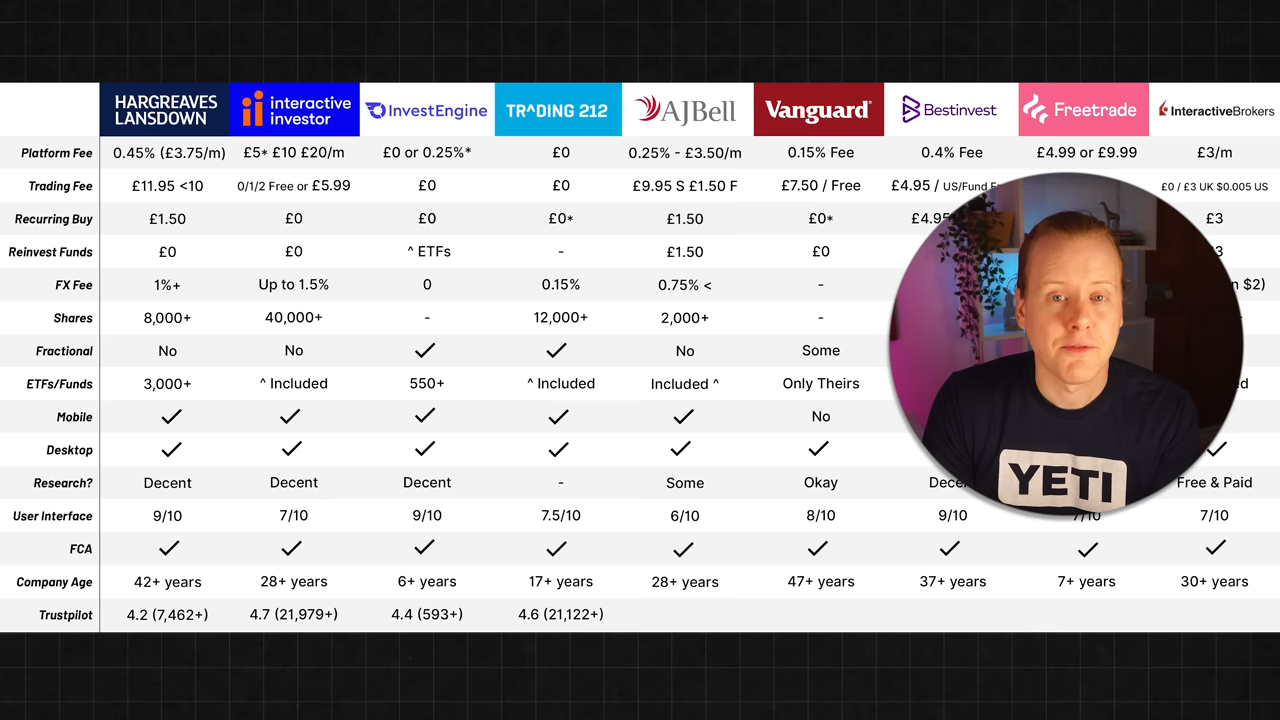 HARGREAVES LANSDOWN interactive investor InvestEngine TRADING 212 AJBell Vanguard Bestinvest Freetrade InteractiveBrokers
Platform Fee 0.45% (£3.75/m) £5* £10 £20/m £0 or 0.25%* £0 0.25% - £3.50/m 0.15% Fee 0.4% Fee £4.99 or £9.99 £3/m
Trading Fee £11.95 <10 0/1/2 Free or £5.99 £0 £0 £9.95 S £1.50 F £7.50 / Free £4.95 / US/Fund £0 / £3 UK $0.005 US
Recurring Buy £1.50 £0 £0 £0* £1.50 £0* £4.95 £3
Reinvest Funds £0 £0 ^ ETFs - £1.50 £0
FX Fee 1%+ Up to 1.5% 0 0.15% 0.75% < - $2)
Shares 8,000+ 40,000+ - 12,000+ 2,000+ -
Fractional No No ✓ ✓ No Some
ETFs/Funds 3,000+ ^ Included 550+ ^ Included Included ^ Only Theirs
Mobile ✓ ✓ ✓ ✓ ✓ No
Desktop ✓ ✓ ✓ ✓ ✓ ✓ ✓
Research? Decent Decent Decent - Some Okay Free & Paid
User Interface 9/10 7/10 9/10 7.5/10 6/10 8/10 9/10 7/10 7/10
FCA ✓ ✓ ✓ ✓ ✓ ✓ ✓ ✓ ✓
Company Age 42+ years 28+ years 6+ years 17+ years 28+ years 47+ years 37+ years 7+ years 30+ years
Trustpilot 4.2 (7,462+) 4.7 (21,979+) 4.4 (593+) 4.6 (21,122+)
YETI